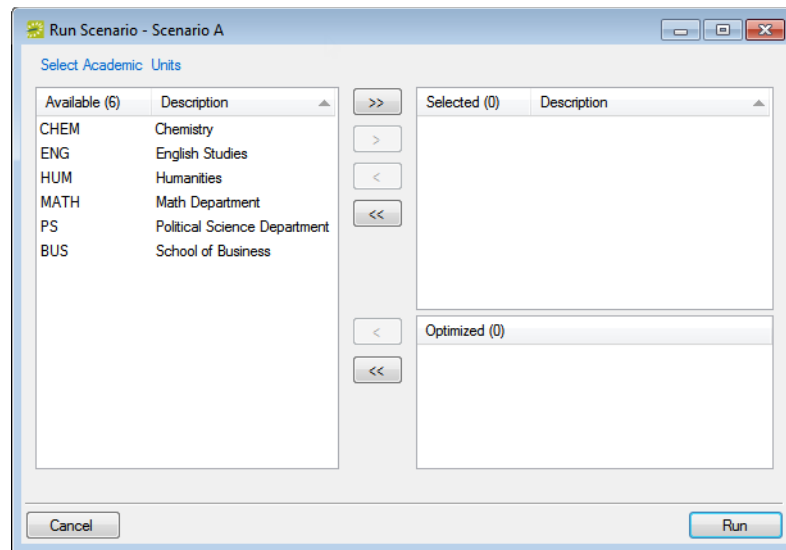 Run Scenario - Scenario A
Select Academic Units
Available (6) Description
>>
Selected (0) Description
CHEM Chemistry
ENG English Studies
>
HUM Humanities
<
MATH Math Department
<<
PS Political Science Department
BUS School of Business
<
Optimized (0)
<<
Cancel
Run